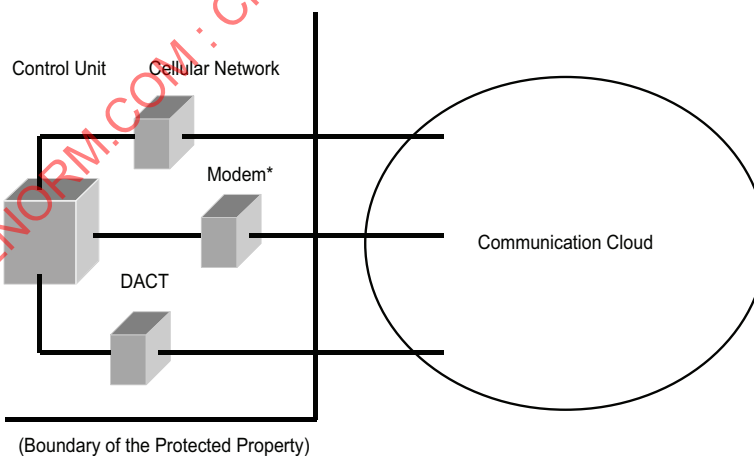 Control Unit
Cellular Network
Modem*
Communication Cloud
DACT
(Boundary of the Protected Property)